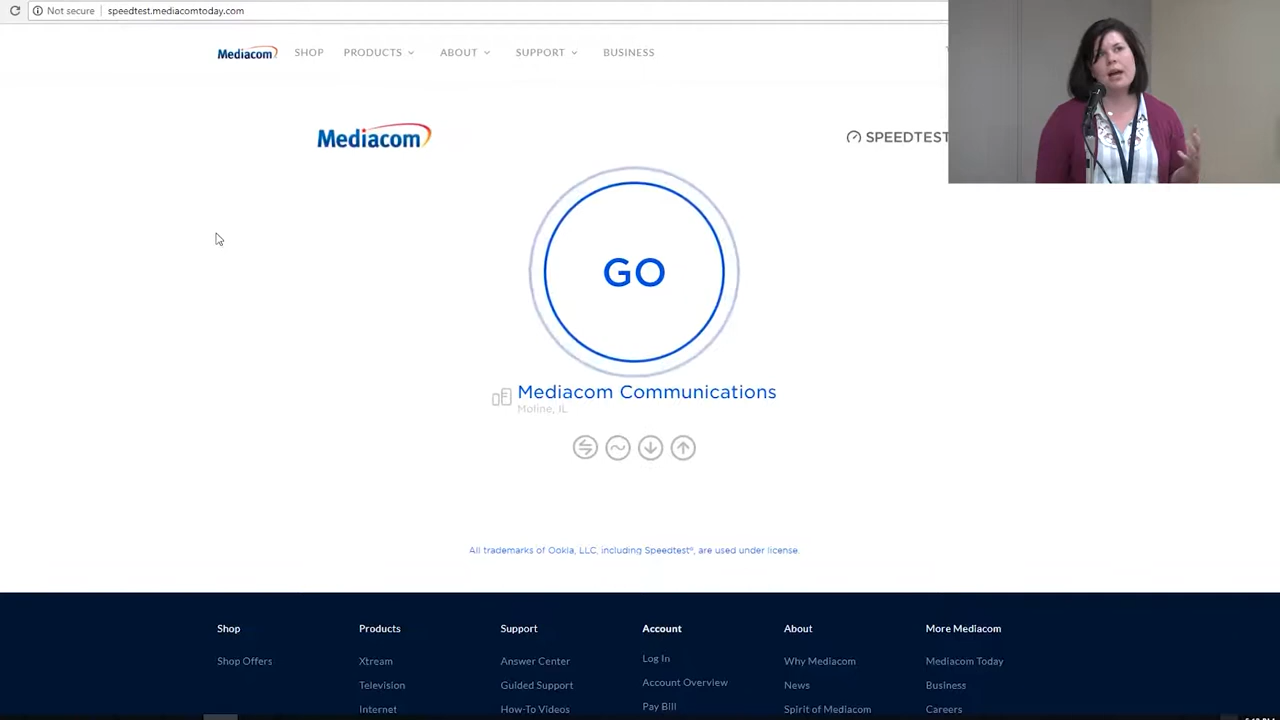 Not secure speedtest.mediacomtoday.com
Mediacom SHOP PRODUCTS ABOUT SUPPORT BUSINESS
Mediacom SPEEDTEST
GO
Mediacom Communications
Moline, IL
All trademarks of Ookla, LLC, including Speedtest®, are used under license.
Shop Products Support Account About More Mediacom
Shop Offers Xtream Answer Center Log In Why Mediacom Mediacom Today
Television Guided Support Account Overview News Business
Internet How-To Videos Pay Bill Spirit of Mediacom Careers